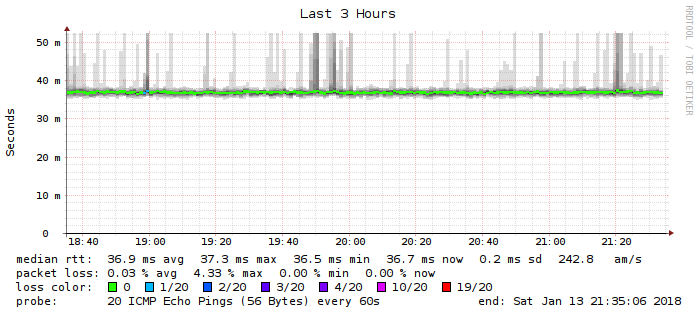 Last 3 Hours
RRDTOOL / TOBI OETIKER
Seconds
50 m
40 m
30 m
20 m
10 m
0
18:40 19:00 19:20 19:40 20:00 20:20 20:40 21:00 21:20
median rtt: 36.9 ms avg 37.3 ms max 36.5 ms min 36.7 ms now 0.2 ms sd 242.8 am/s
packet loss: 0.03 % avg 4.33 % max 0.00 % min 0.00 % now
loss color: 0 1/20 2/20 3/20 4/20 10/20 19/20
probe: 20 ICMP Echo Pings (56 Bytes) every 60s end: Sat Jan 13 21:35:06 2018